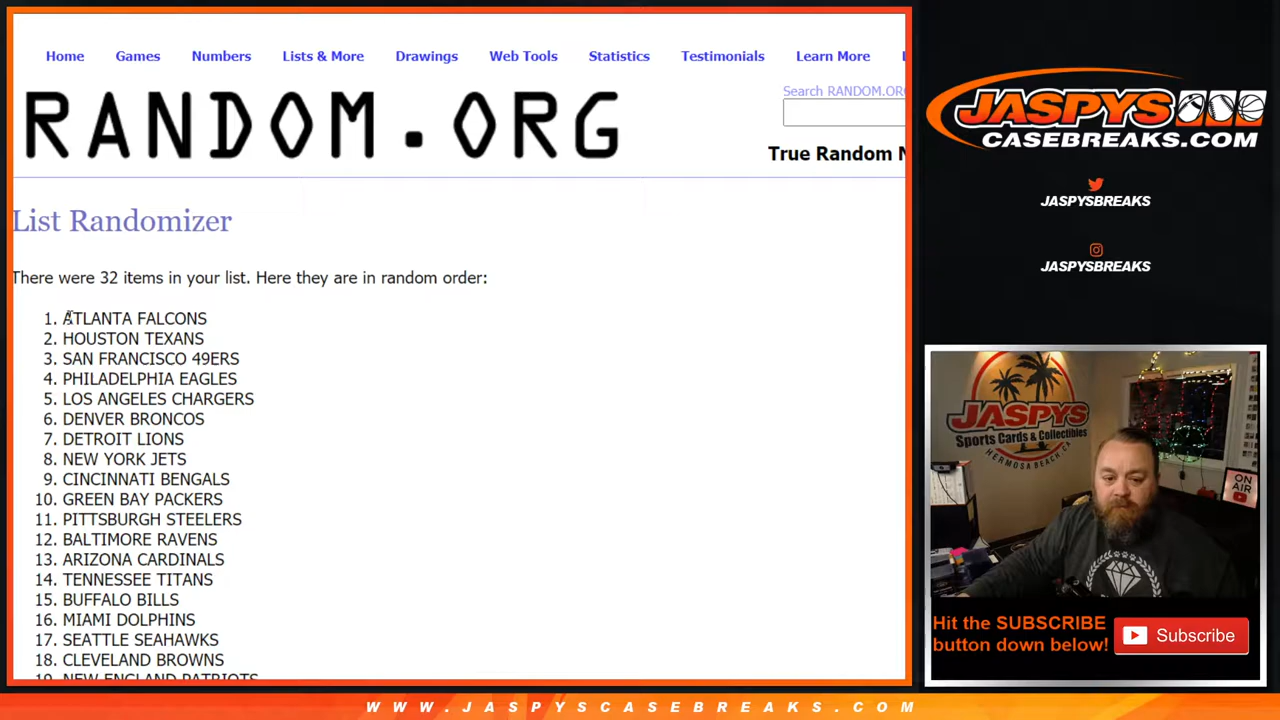 Home Games Numbers Lists & More Drawings Web Tools Statistics Testimonials Learn More
RANDOM.ORG
Search RANDOM.ORG
True Random N
List Randomizer
There were 32 items in your list. Here they are in random order:
1. ATLANTA FALCONS
2. HOUSTON TEXANS
3. SAN FRANCISCO 49ERS
4. PHILADELPHIA EAGLES
5. LOS ANGELES CHARGERS
6. DENVER BRONCOS
7. DETROIT LIONS
8. NEW YORK JETS
9. CINCINNATI BENGALS
10. GREEN BAY PACKERS
11. PITTSBURGH STEELERS
12. BALTIMORE RAVENS
13. ARIZONA CARDINALS
14. TENNESSEE TITANS
15. BUFFALO BILLS
16. MIAMI DOLPHINS
17. SEATTLE SEAHAWKS
18. CLEVELAND BROWNS
19. NEW ENGLAND PATRIOTS
JASPYS
CASEBREAKS.COM
JASPYSBREAKS
JASPYSBREAKS
JASPYS
Sports Cards & Collectibles
HERMOSA BEACH, CA
ON
AIR
Hit the SUBSCRIBE
button down below!
Subscribe
WWW.JASPYSCASEBREAKS.COM